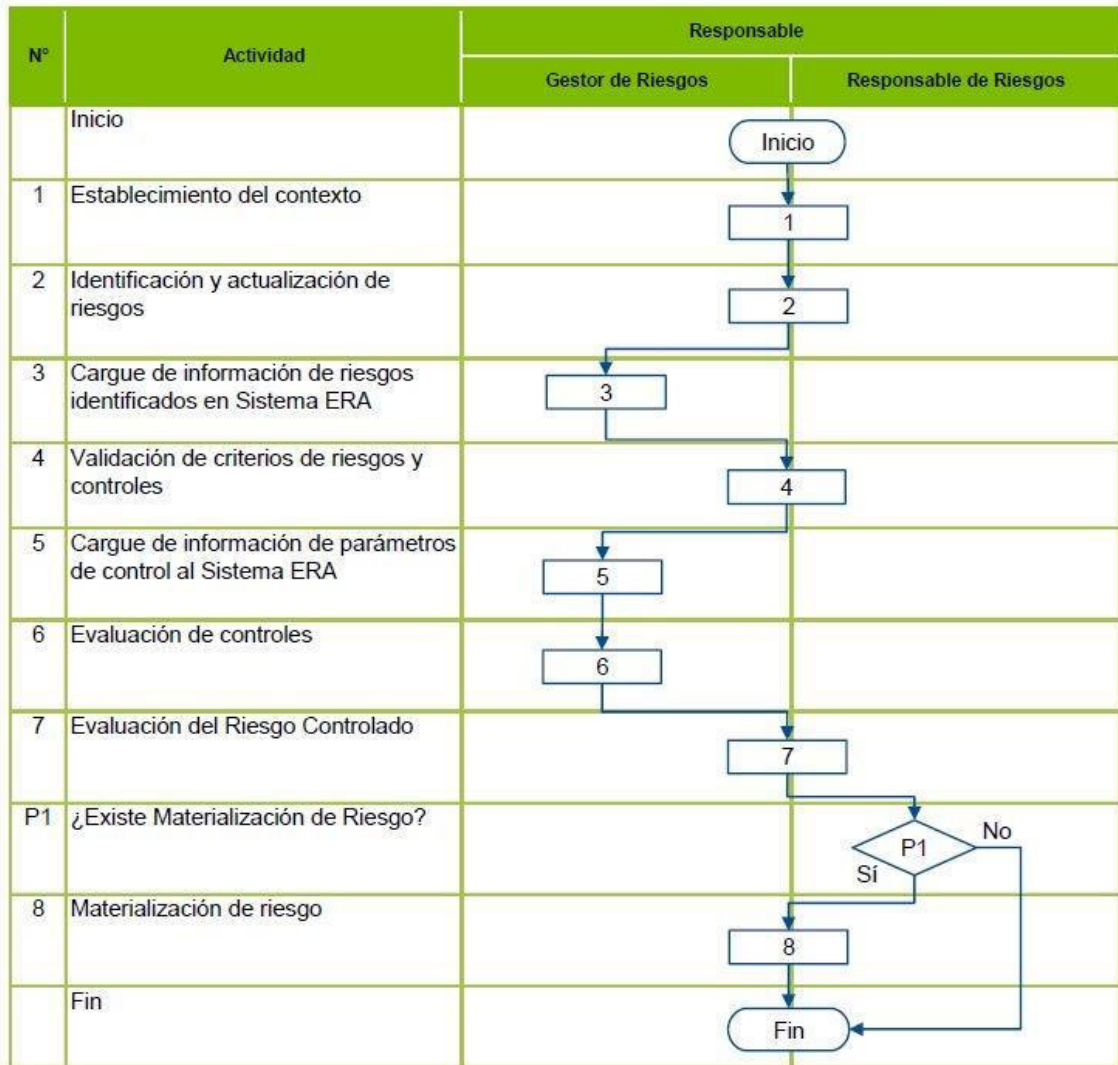 N°
Actividad
Responsable
Gestor de Riesgos
Responsable de Riesgos
Inicio
Inicio
1
Establecimiento del contexto
1
2
Identificación y actualización de
riesgos
2
3
Cargue de información de riesgos
identificados en Sistema ERA
3
4
Validación de criterios de riesgos y
controles
4
5
Cargue de información de parámetros
de control al Sistema ERA
5
6
Evaluación de controles
6
7
Evaluación del Riesgo Controlado
7
P1
¿Existe Materialización de Riesgo?
P1
No
Sí
8
Materialización de riesgo
8
Fin
Fin